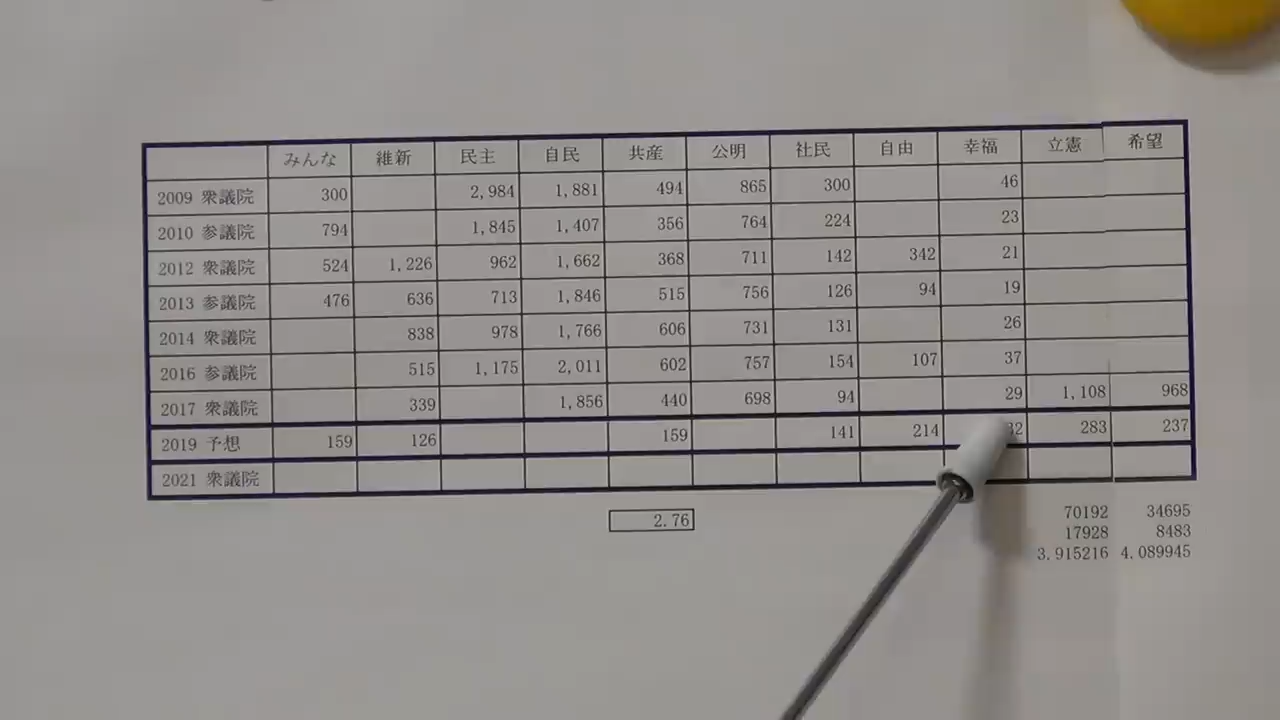 みんな 維新 民主 自民 共産 公明 社民 自由 幸福 立憲 希望
2009 衆議院 300 2,984 1,881 494 865 300 46
2010 参議院 794 1,845 1,407 356 764 224 23
2012 衆議院 524 1,226 962 1,662 368 711 142 342 21
2013 参議院 476 636 713 1,846 515 756 126 94 19
2014 衆議院 838 978 1,766 606 731 131 26
2016 参議院 515 1,175 2,011 602 757 154 107 37
2017 衆議院 339 1,856 440 698 94 29 1,108 968
2019 予想 159 126 159 141 214 283 237
2021 衆議院
2.76
70192 34695
17928 8483
3.915216 4.089945